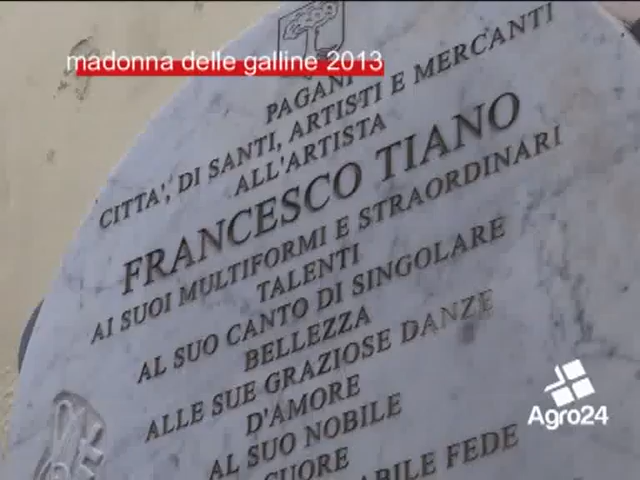 madonna delle galline 2013
PAGANI
CITTA', DI SANTI, ARTISTI E MERCANTI
ALL'ARTISTA
FRANCESCO TIANO
AI SUOI MULTIFORMI E STRAORDINARI
TALENTI
AL SUO CANTO DI SINGOLARE
BELLEZZA
ALLE SUE GRAZIOSE DANZE
D'AMORE
AL SUO NOBILE
CUORE
FEDE
Agro24